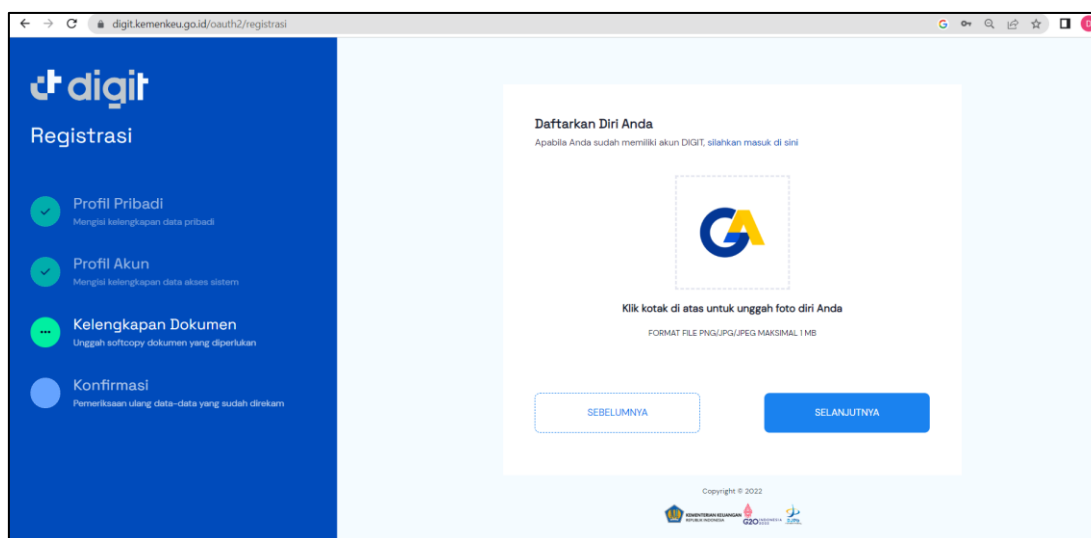 digit.kemenkeu.go.id/oauth2/registrasi
digit
Registrasi
Profil Pribadi
Mengisi kelengkapan data pribadi
Profil Akun
Mengisi kelengkapan data akses sistem
Kelengkapan Dokumen
Unggah softcopy dokumen yang diperlukan
Konfirmasi
Pemeriksaan ulang data-data yang sudah direkam
Daftarkan Diri Anda
Apabila Anda sudah memiliki akun DIGIT, silahkan masuk di sini
GA
Klik kotak di atas untuk unggah foto diri Anda
FORMAT FILE PNG/JPG/JPEG MAKSIMAL 1 MB
SEBELUMNYA
SELANJUTNYA
Copyright © 2022
KEMENTERIAN KEUANGAN
REPUBLIK INDONESIA
G20